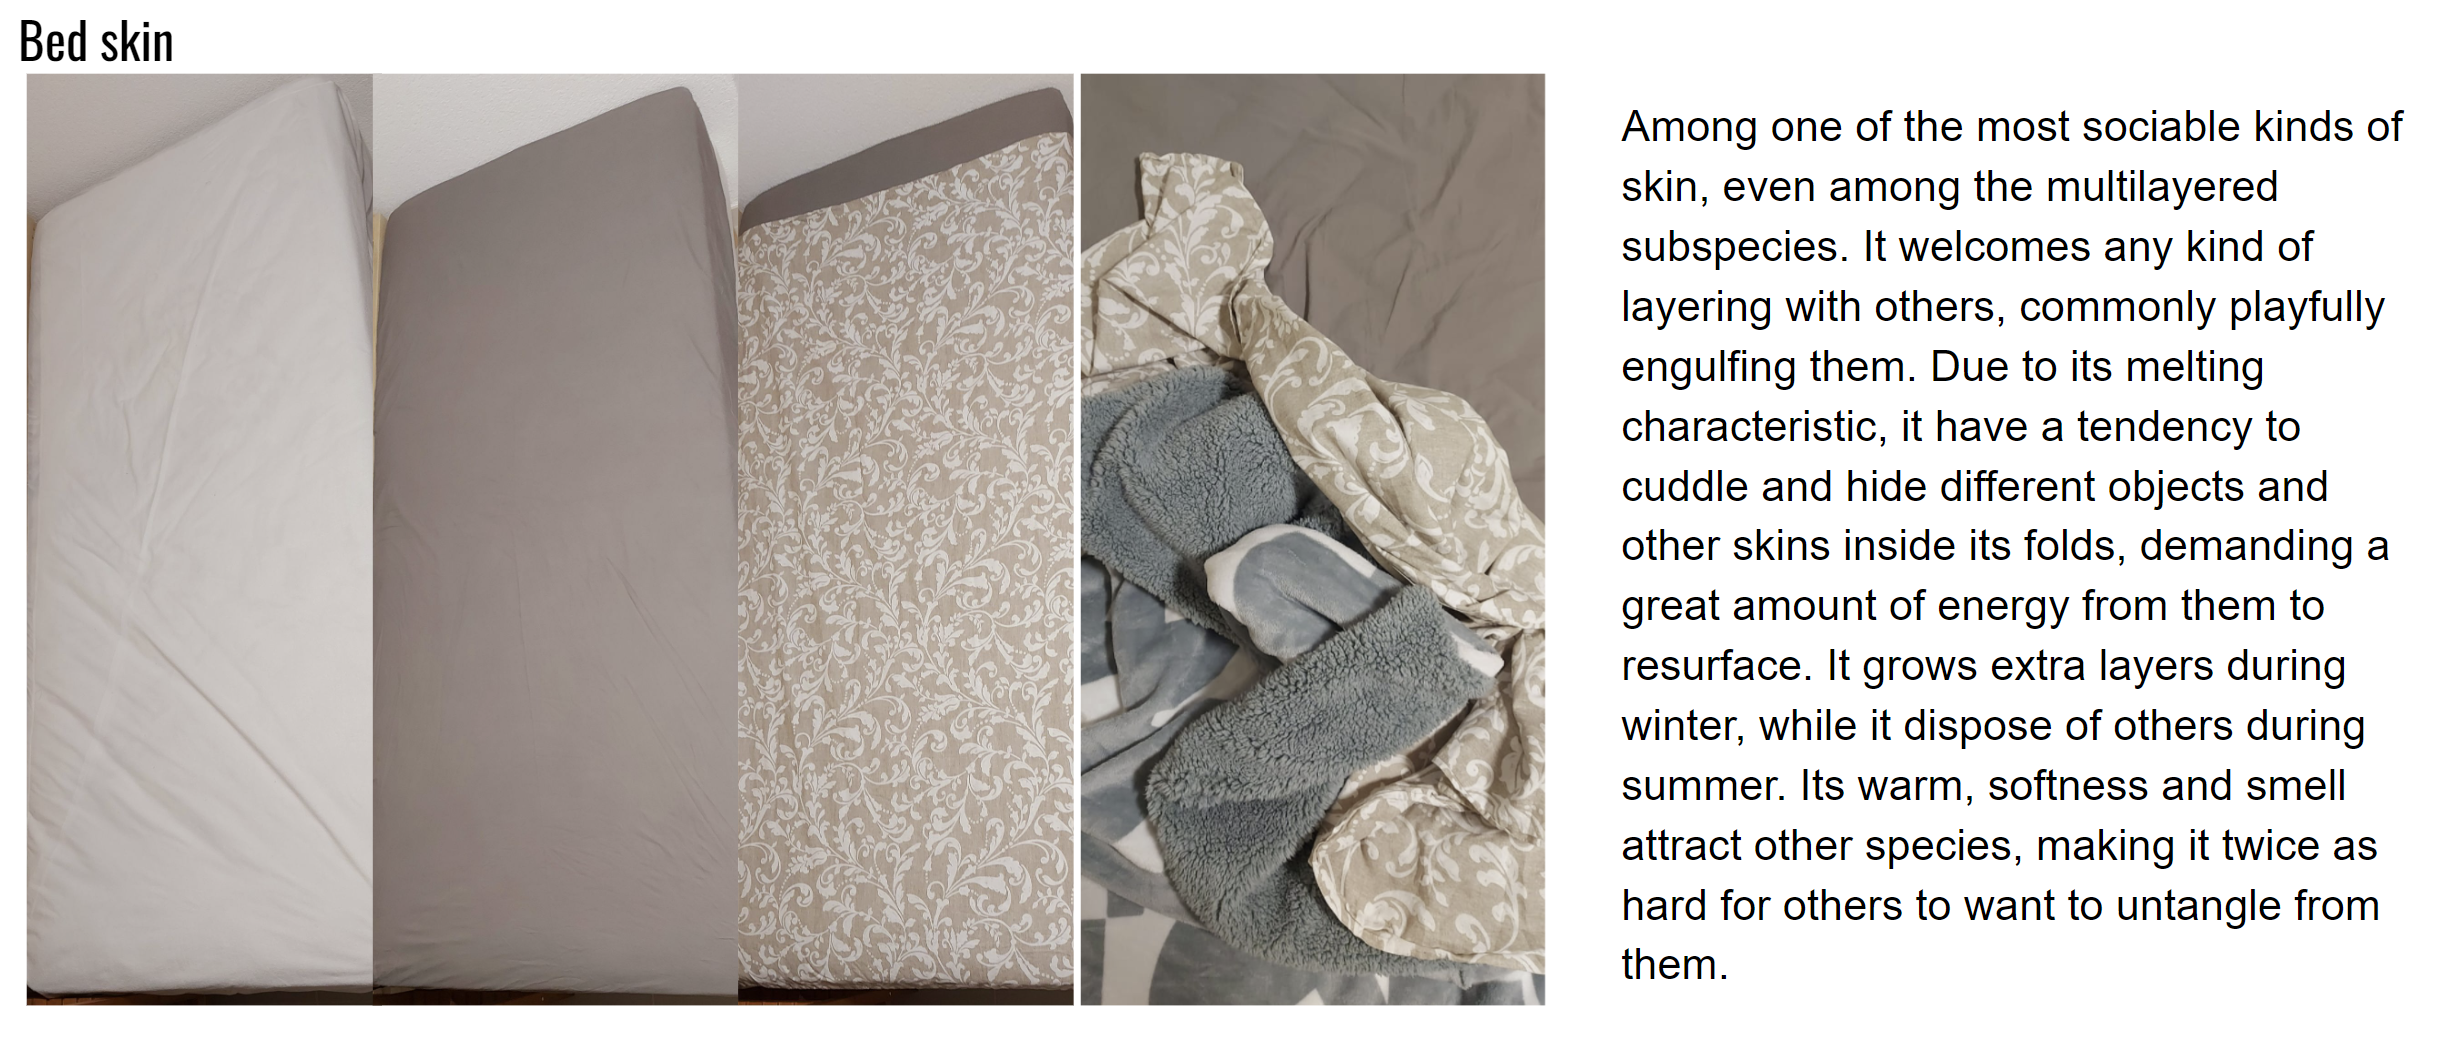 Bed skin
Among one of the most sociable kinds of
skin, even among the multilayered
subspecies. It welcomes any kind of
layering with others, commonly playfully
engulfing them. Due to its melting
characteristic, it have a tendency to
cuddle and hide different objects and
other skins inside its folds, demanding a
great amount of energy from them to
resurface. It grows extra layers during
winter, while it dispose of others during
summer. Its warm, softness and smell
attract other species, making it twice as
hard for others to want to untangle from
them.